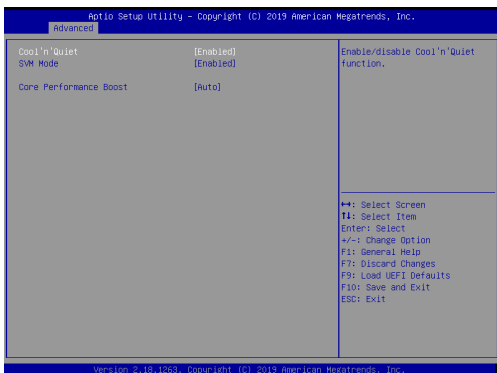 Aptio Setup Utility – Copyright (C) 2019 American Megatrends, Inc.
Advanced
Cool'n'Quiet [Enabled]
SVM Mode [Enabled]
Core Performance Boost [Auto]
Enable/disable Cool'n'Quiet
function.
↔: Select Screen
↑↓: Select Item
Enter: Select
+/-: Change Option
F1: General Help
F7: Discard Changes
F9: Load UEFI Defaults
F10: Save and Exit
ESC: Exit
Version 2.18.1263. Copyright (C) 2019 American Megatrends, Inc.